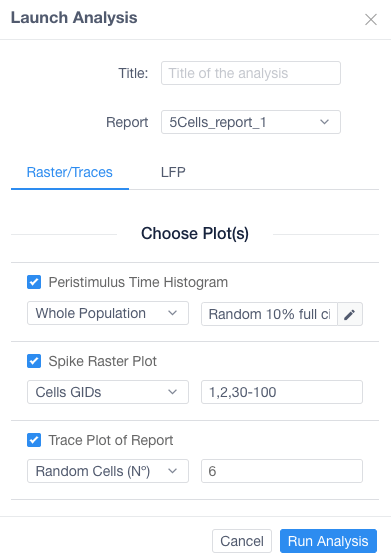 Launch Analysis
Title: Title of the analysis
Report 5Cells_report_1
Raster/Traces LFP
Choose Plot(s)
Peristimulus Time Histogram
Whole Population Random 10% full ci
Spike Raster Plot
Cells GIDs 1,2,30-100
Trace Plot of Report
Random Cells (Nº) 6
Cancel Run Analysis